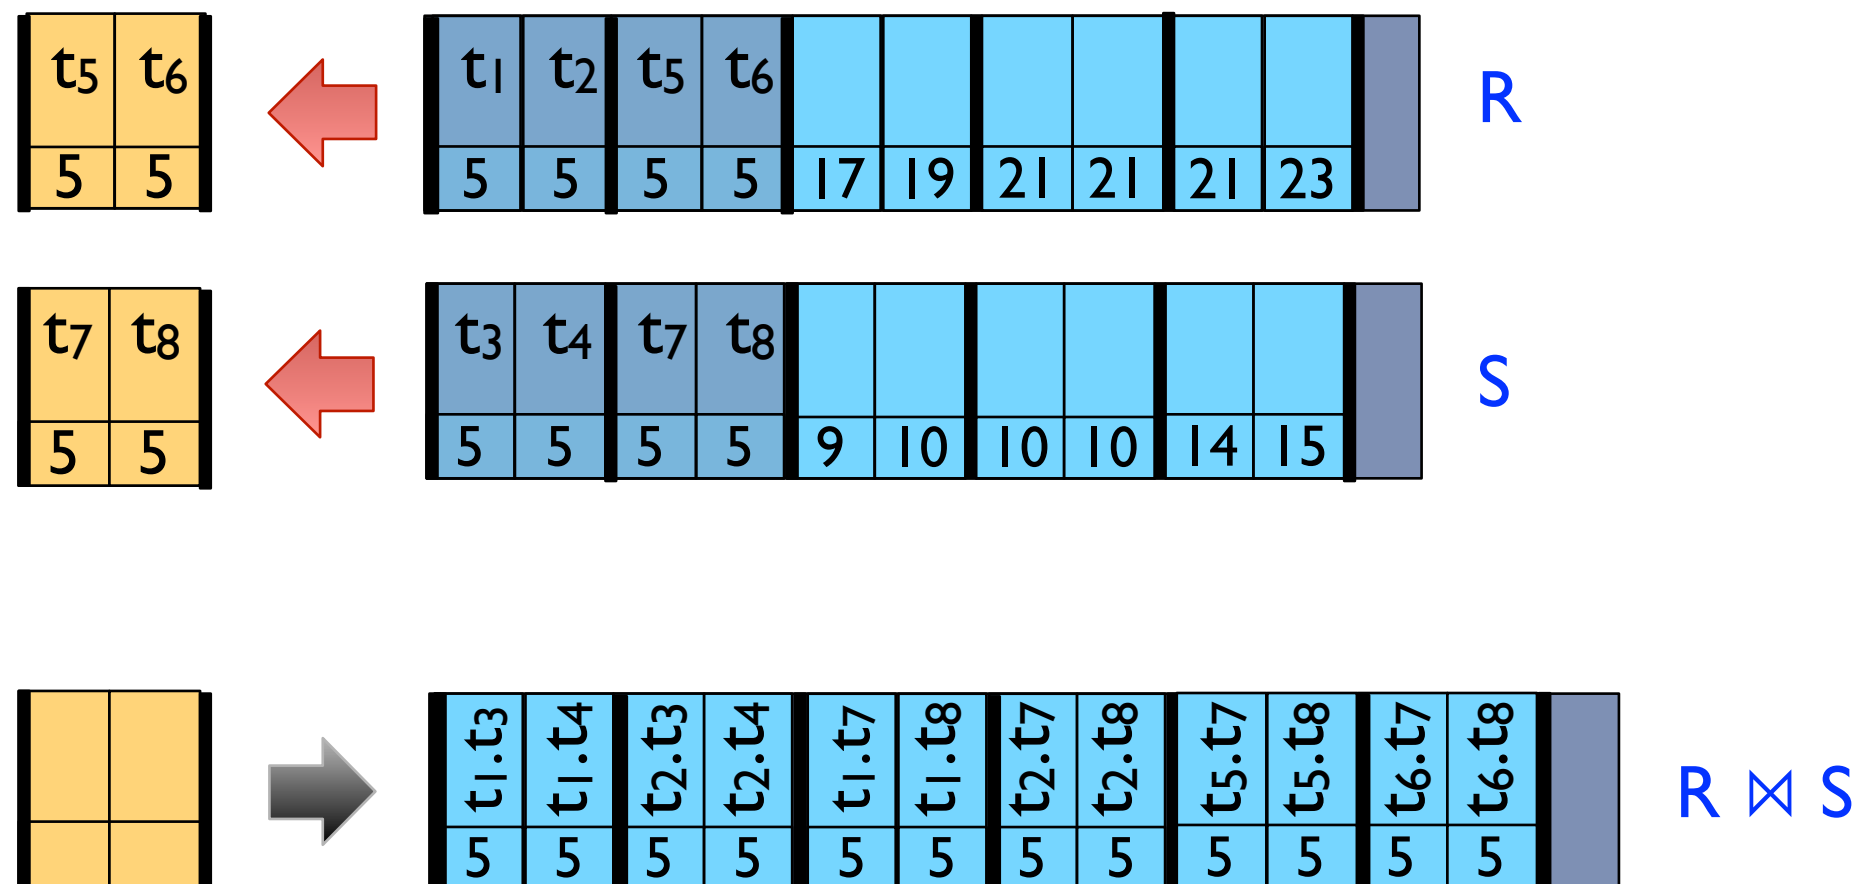 t5 t6 t1 t2 t5 t6 R
5 5 5 5 5 5 17 19 21 21 21 23
t7 t8 t3 t4 t7 t8 S
5 5 5 5 5 5 9 10 10 10 14 15
t1.t3 t1.t4 t2.t3 t2.t4 t1.t7 t1.t8 t2.t7 t2.t8 t5.t7 t5.t8 t6.t7 t6.t8 R ⋈ S
5 5 5 5 5 5 5 5 5 5 5 5